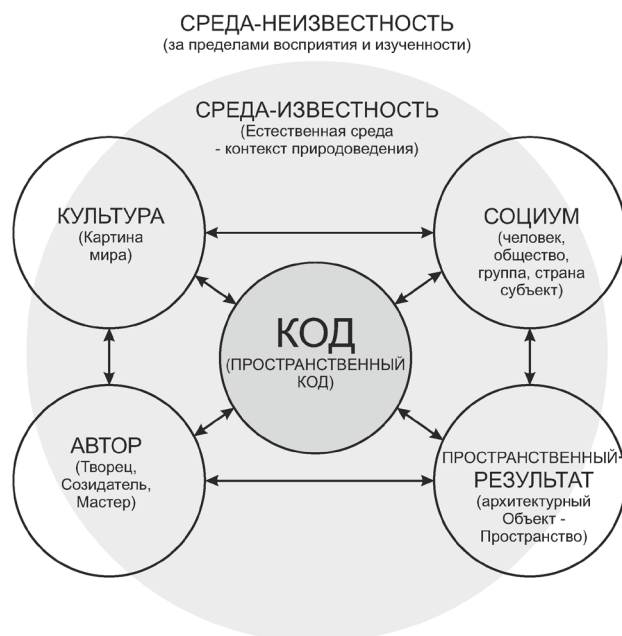 СРЕДА-НЕИЗВЕСТНОСТЬ
(за пределами восприятия и изученности)
СРЕДА-ИЗВЕСТНОСТЬ
(Естественная среда
- контекст природоведения)
КУЛЬТУРА
(Картина
мира)
СОЦИУМ
(человек,
общество,
группа, страна
субъект)
КОД
(ПРОСТРАНСТВЕННЫЙ
КОД)
АВТОР
(Творец,
Созидатель,
Мастер)
ПРОСТРАНСТВЕННЫЙ-
РЕЗУЛЬТАТ
(архитектурный
Объект -
Пространство)